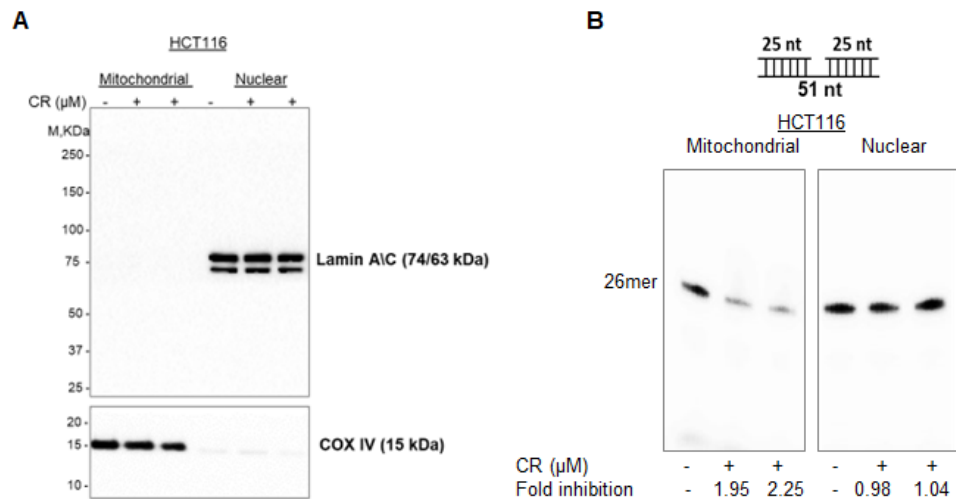 A
HCT116
Mitochondrial Nuclear
CR (µM) - + + - + +
M,KDa
250 -
150 -
100 -
75 -
Lamin A\C (74/63 kDa)
50 -
37 -
25 -
20 -
15 -
COX IV (15 kDa)
10 -
B
25 nt 25 nt
51 nt
HCT116
Mitochondrial Nuclear
26mer
CR (µM) - + + - + +
Fold inhibition - 1.95 2.25 - 0.98 1.04